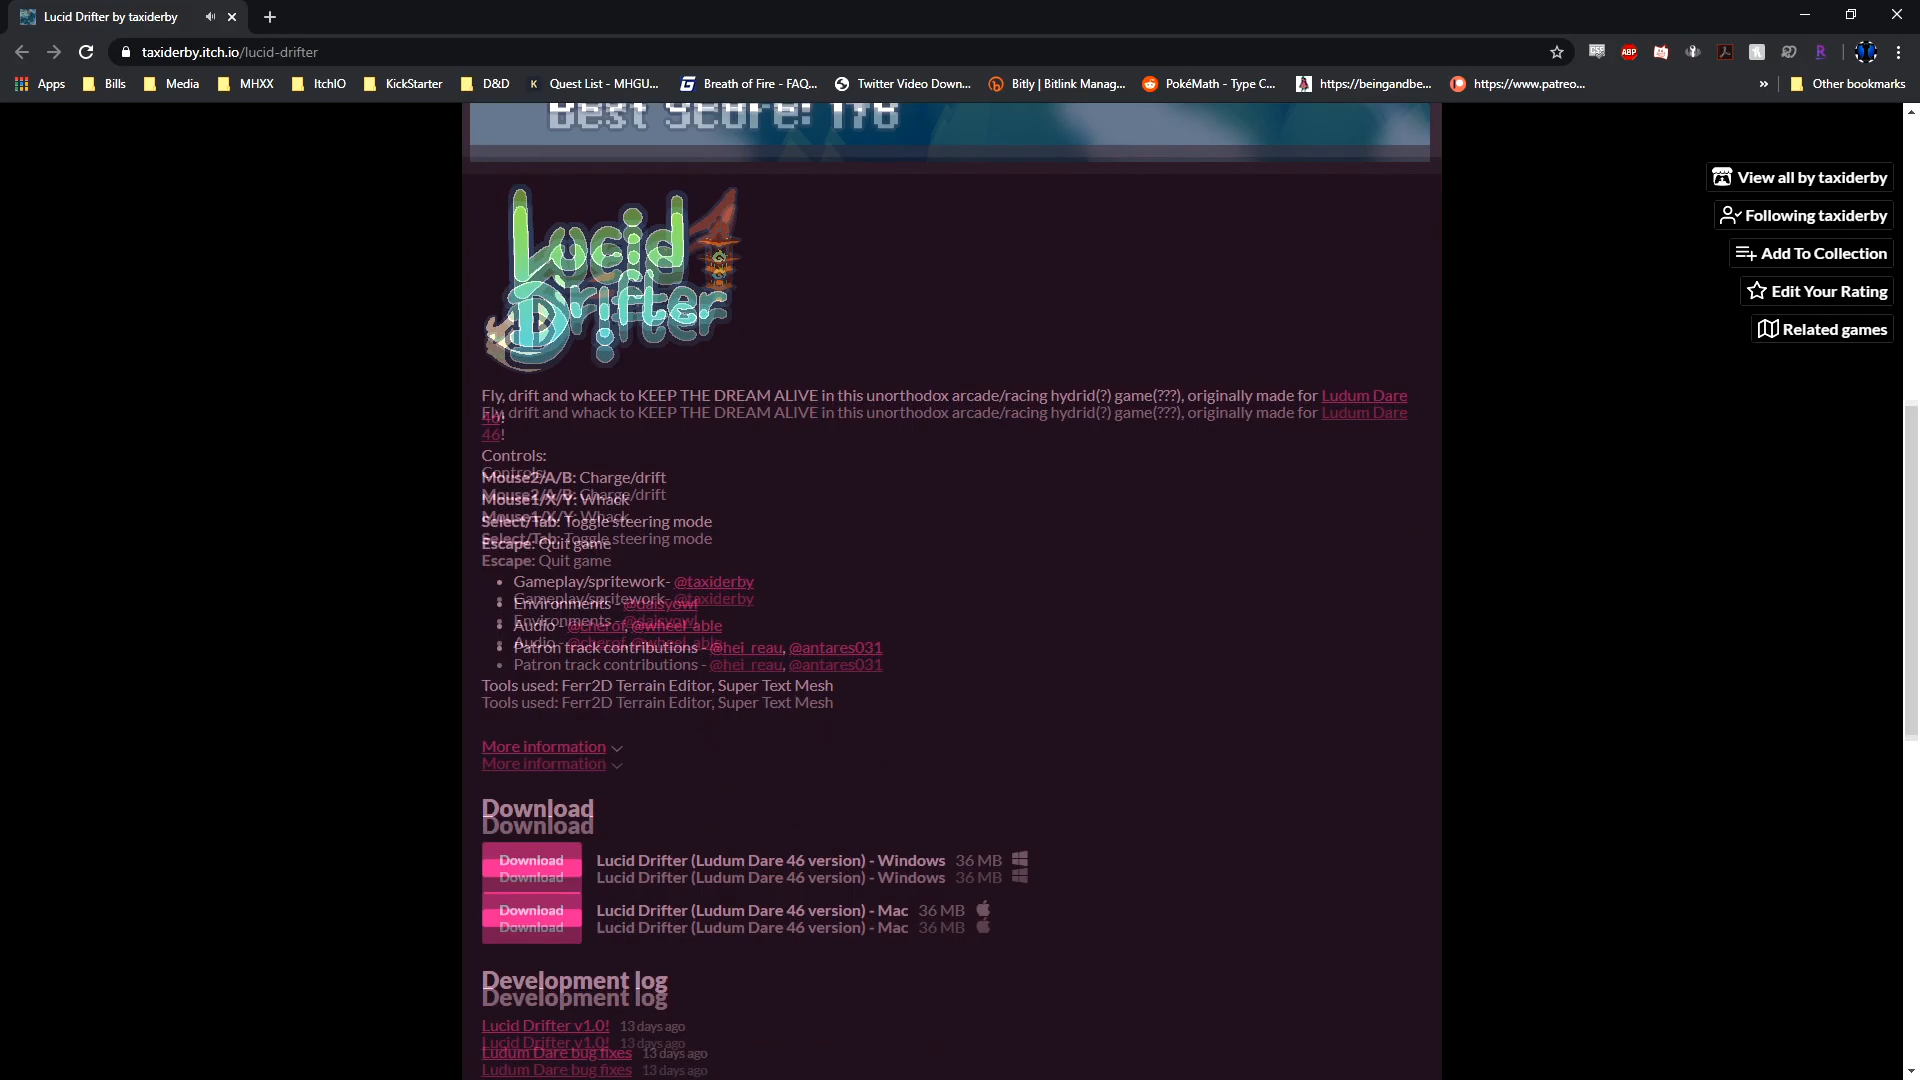 Lucid Drifter by taxiderby
taxiderby.itch.io/lucid-drifter
Apps Bills Media MHXX ItchIO KickStarter D&D Quest List - MHGU... Breath of Fire - FAQ... Twitter Video Down... Bitly | Bitlink Manag... PokéMath - Type C... https://beingandbe... https://www.patreo... » Other bookmarks
Best Score: 176
View all by taxiderby
Following taxiderby
Add To Collection
Edit Your Rating
Related games
Lucid
Drifter
Fly, drift and whack to KEEP THE DREAM ALIVE in this unorthodox arcade/racing hydrid(?) game(???), originally made for Ludum Dare
46!
Controls:
Mouse2/A/B: Charge/drift
Mouse1/X/Y: Whack
Select/Tab: Toggle steering mode
Escape: Quit game
Gameplay/spritework- @taxiderby
Environments - @daisyowl
Audio - @cherof, @wheel_able
Patron track contributions - @hei_reau, @antares031
Tools used: Ferr2D Terrain Editor, Super Text Mesh
More information
Download
Download Lucid Drifter (Ludum Dare 46 version) - Windows 36 MB
Download Lucid Drifter (Ludum Dare 46 version) - Mac 36 MB
Development log
Lucid Drifter v1.0! 13 days ago
Ludum Dare bug fixes 13 days ago